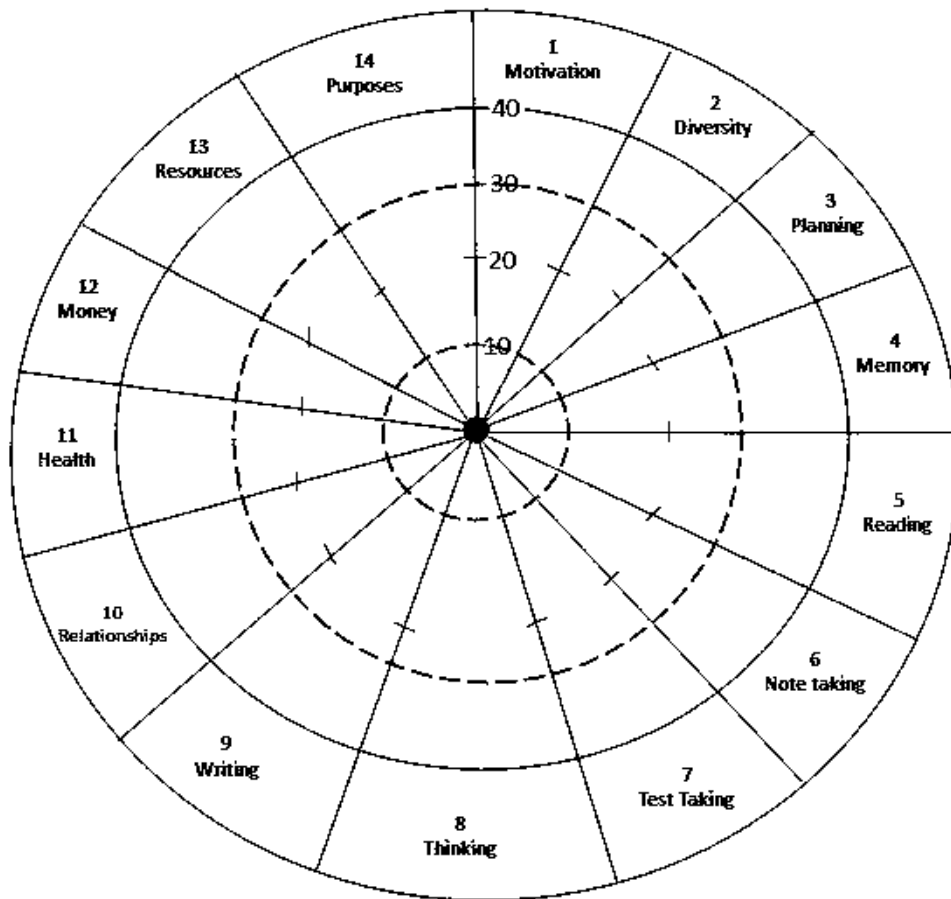 1
Motivation
2
Diversity
3
Planning
4
Memory
5
Reading
6
Note taking
7
Test Taking
8
Thinking
9
Writing
10
Relationships
11
Health
12
Money
13
Resources
14
Purposes
40
30
20
10